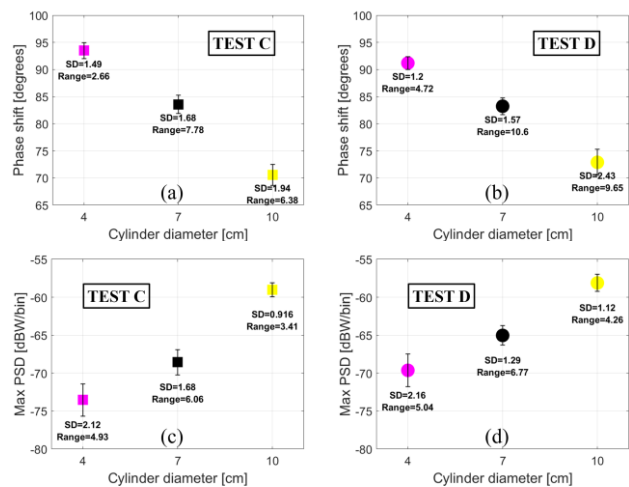 100
95
90
85
80
75
70
65
Phase shift [degrees]
TEST C
SD=1.49
Range=2.66
SD=1.68
Range=7.78
SD=1.94
Range=6.38
(a)
4
7
10
Cylinder diameter [cm]
100
95
90
85
80
75
70
65
Phase shift [degrees]
TEST D
SD=1.2
Range=4.72
SD=1.57
Range=10.6
SD=2.43
Range=9.65
(b)
4
7
10
Cylinder diameter [cm]
-55
-60
-65
-70
-75
-80
Max PSD [dBW/bin]
TEST C
SD=0.916
Range=3.41
SD=1.68
Range=6.06
SD=2.12
Range=4.93
(c)
4
7
10
Cylinder diameter [cm]
-55
-60
-65
-70
-75
-80
Max PSD [dBW/bin]
TEST D
SD=1.12
Range=4.26
SD=1.29
Range=6.77
SD=2.16
Range=5.04
(d)
4
7
10
Cylinder diameter [cm]